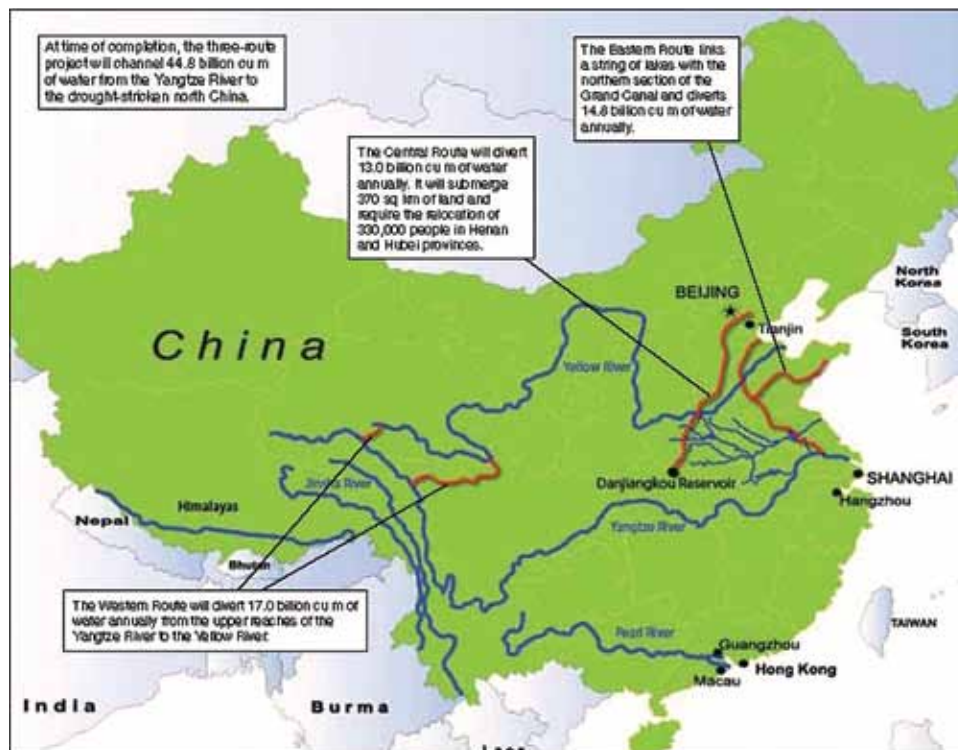 At time of completion, the three-route
project will channel 44.8 billion cu m
of water from the Yangtze River to
the drought-stricken north China.
The Eastern Route links
a string of lakes with the
northern section of the
Grand Canal and diverts
14.8 billion cu m of water
annually.
The Central Route will divert
13.0 billion cu m of water
annually. It will submerge
370 sq km of land and
require the relocation of
330,000 people in Henan
and Hubei provinces.
North
Korea
South
Korea
BEIJING
Tianjin
China
Yellow River
Jinsha River
Danjiangkou Reservoir
SHANGHAI
Hangzhou
Himalayas
Nepal
Bhutan
Yangtze River
The Western Route will divert 17.0 billion cu m of
water annually from the upper reaches of the
Yangtze River to the Yellow River.
TAIWAN
Pearl River
Guangzhou
Hong Kong
Macau
India
Burma